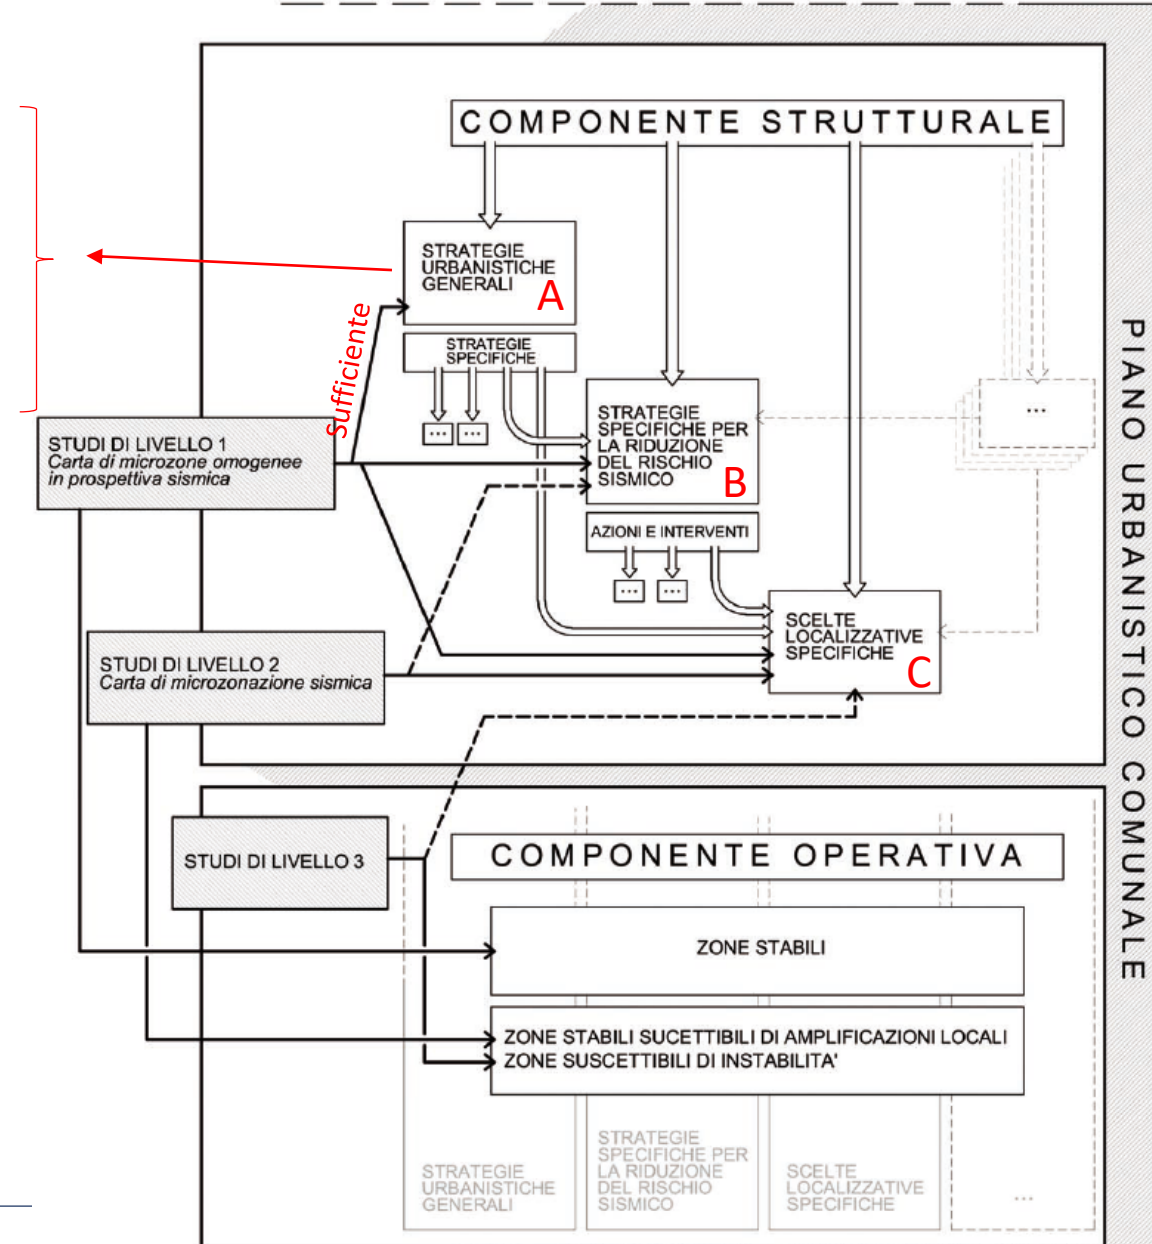 COMPONENTE STRUTTURALE
STRATEGIE
URBANISTICHE
GENERALI
A
Sufficiente
STRATEGIE
SPECIFICHE
...
...
STRATEGIE
SPECIFICHE PER
LA RIDUZIONE
DEL RISCHIO
SISMICO
B
...
STUDI DI LIVELLO 1
Carta di microzone omogenee
in prospettiva sismica
AZIONI E INTERVENTI
...
...
SCELTE
LOCALIZZATIVE
SPECIFICHE
C
STUDI DI LIVELLO 2
Carta di microzonazione sismica
PIANO URBANISTICO COMUNALE
STUDI DI LIVELLO 3
COMPONENTE OPERATIVA
ZONE STABILI
ZONE STABILI SUCETTIBILI DI AMPLIFICAZIONI LOCALI
ZONE SUSCETTIBILI DI INSTABILITA'
STRATEGIE
URBANISTICHE
GENERALI
STRATEGIE
SPECIFICHE PER
LA RIDUZIONE
DEL RISCHIO
SISMICO
SCELTE
LOCALIZZATIVE
SPECIFICHE
...